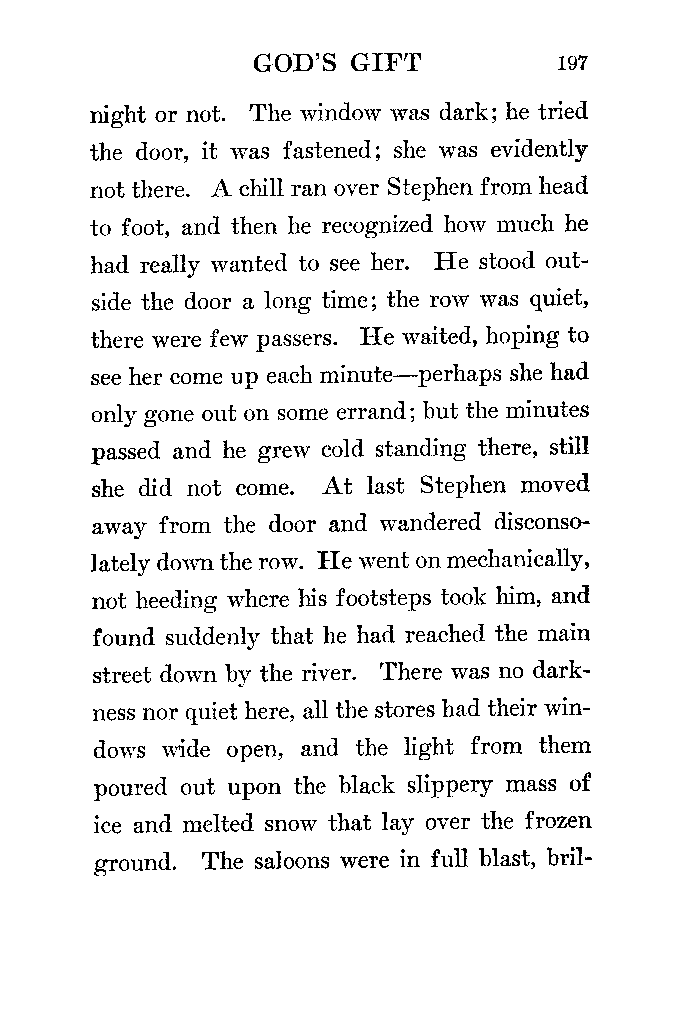 GOD'S GIFT 197
night or not. The window was dark; he tried
the door, it was fastened; she was evidently
not there. A chill ran over Stephen from head
to foot, and then he recognized how much he
had really wanted to see her. He stood out-
side the door a long time; the row was quiet,
there were few passers. He waited, hoping to
see her come up each minute—perhaps she had
only gone out on some errand; but the minutes
passed and he grew cold standing there, still
she did not come. At last Stephen moved
away from the door and wandered disconso-
lately down the row. He went on mechanically,
not heeding where his footsteps took him, and
found suddenly that he had reached the main
street down by the river. There was no dark-
ness nor quiet here, all the stores had their win-
dows wide open, and the light from them
poured out upon the black slippery mass of
ice and melted snow that lay over the frozen
ground. The saloons were in full blast, bril-